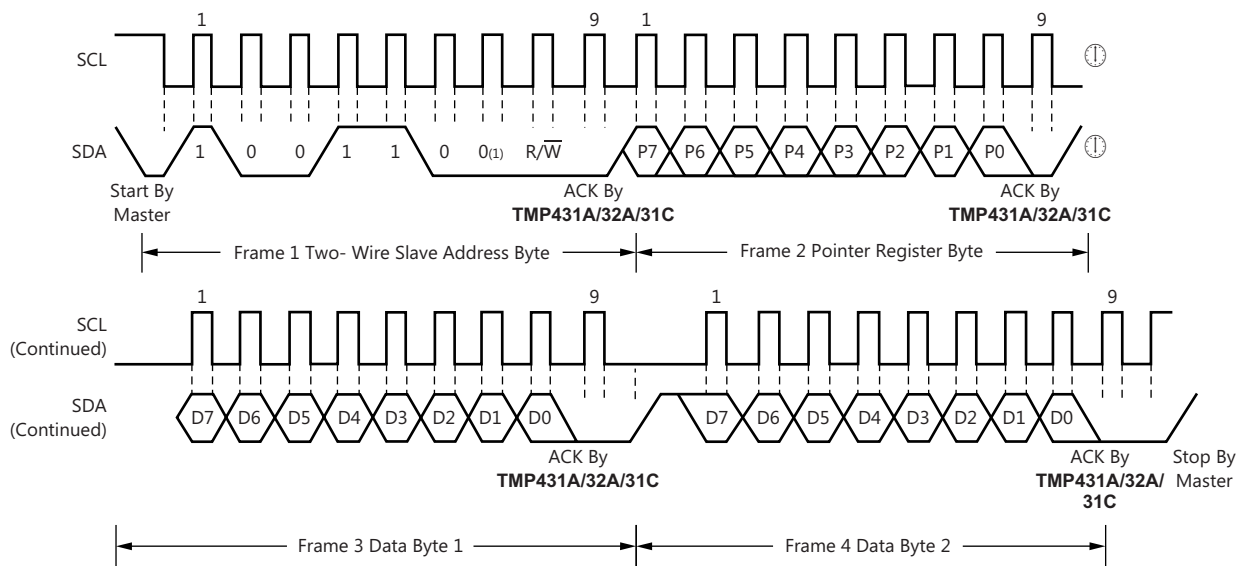 1 9 1 9
SCL
SDA 1 0 0 1 1 0 0(1) R/W̅ P7 P6 P5 P4 P3 P2 P1 P0
Start By
Master
ACK By
TMP431A/32A/31C
ACK By
TMP431A/32A/31C
Frame 1 Two- Wire Slave Address Byte
Frame 2 Pointer Register Byte
1 9 1 9
SCL
(Continued)
SDA
(Continued)
D7 D6 D5 D4 D3 D2 D1 D0 D7 D6 D5 D4 D3 D2 D1 D0
ACK By
TMP431A/32A/31C
ACK By
TMP431A/32A/
31C
Stop By
Master
Frame 3 Data Byte 1
Frame 4 Data Byte 2